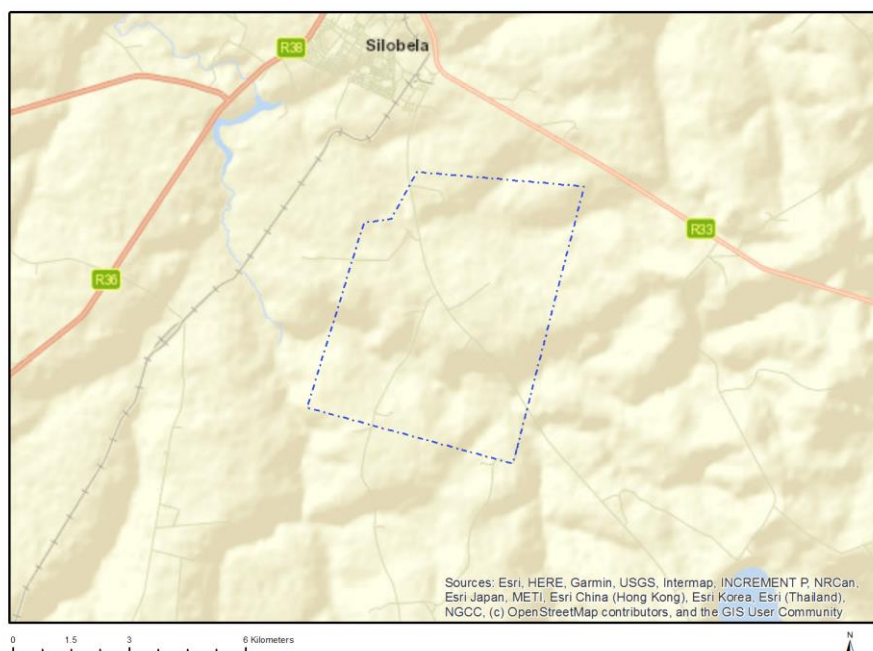 R38
Silobela
R33
R36
Sources: Esri, HERE, Garmin, USGS, Intermap, INCREMENT P, NRCan,
Esri Japan, METI, Esri China (Hong Kong), Esri Korea, Esri (Thailand),
NGCC, (c) OpenStreetMap contributors, and the GIS User Community
0 1.5 3 6 Kilometers
N